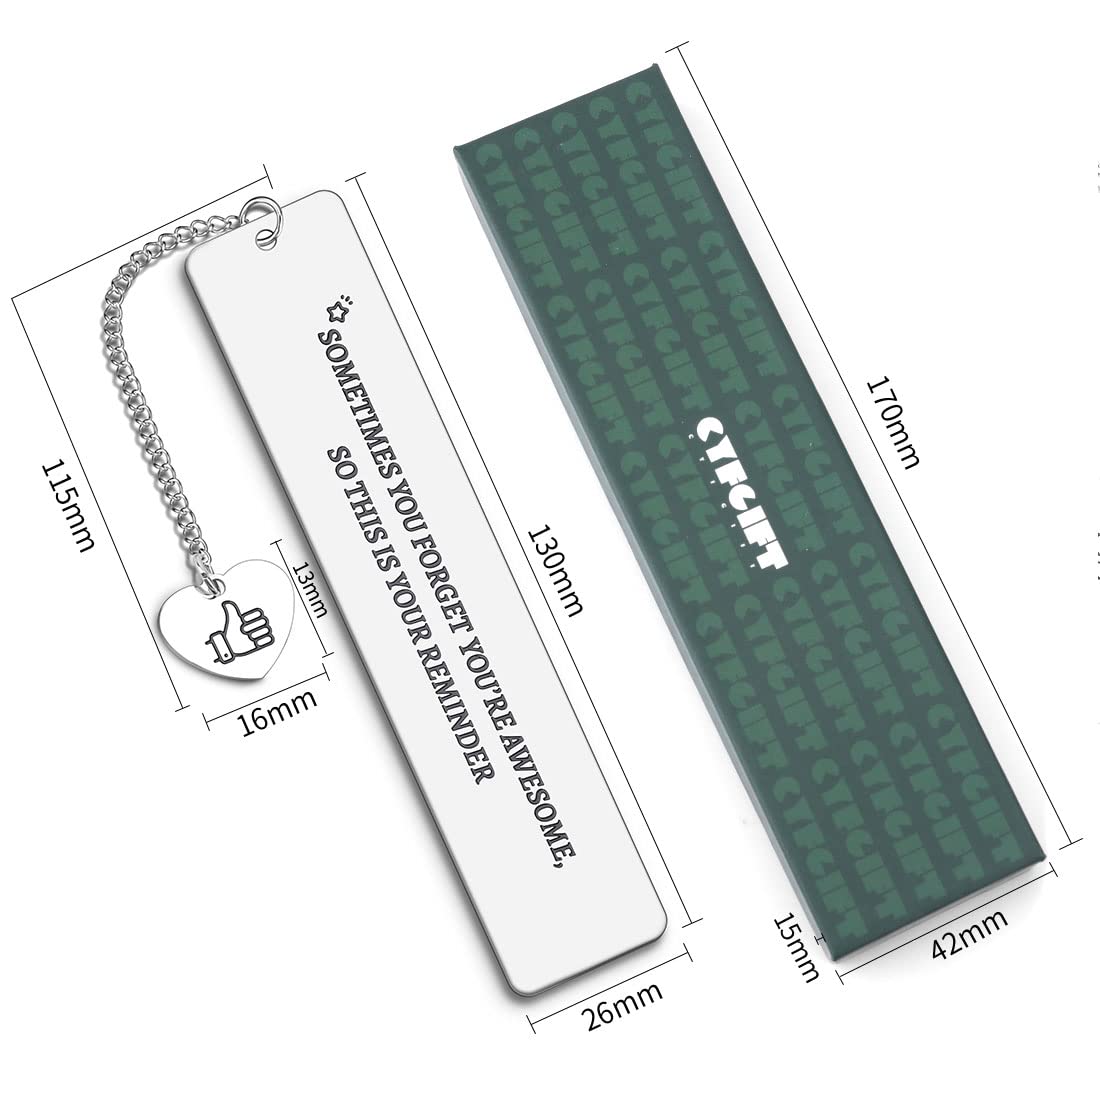 SOMETIMES YOU FORGET YOU'RE AWESOME,
SO THIS IS YOUR REMINDER
115mm
13mm
16mm
130mm
26mm
CYFGIFT
170mm
42mm
15mm